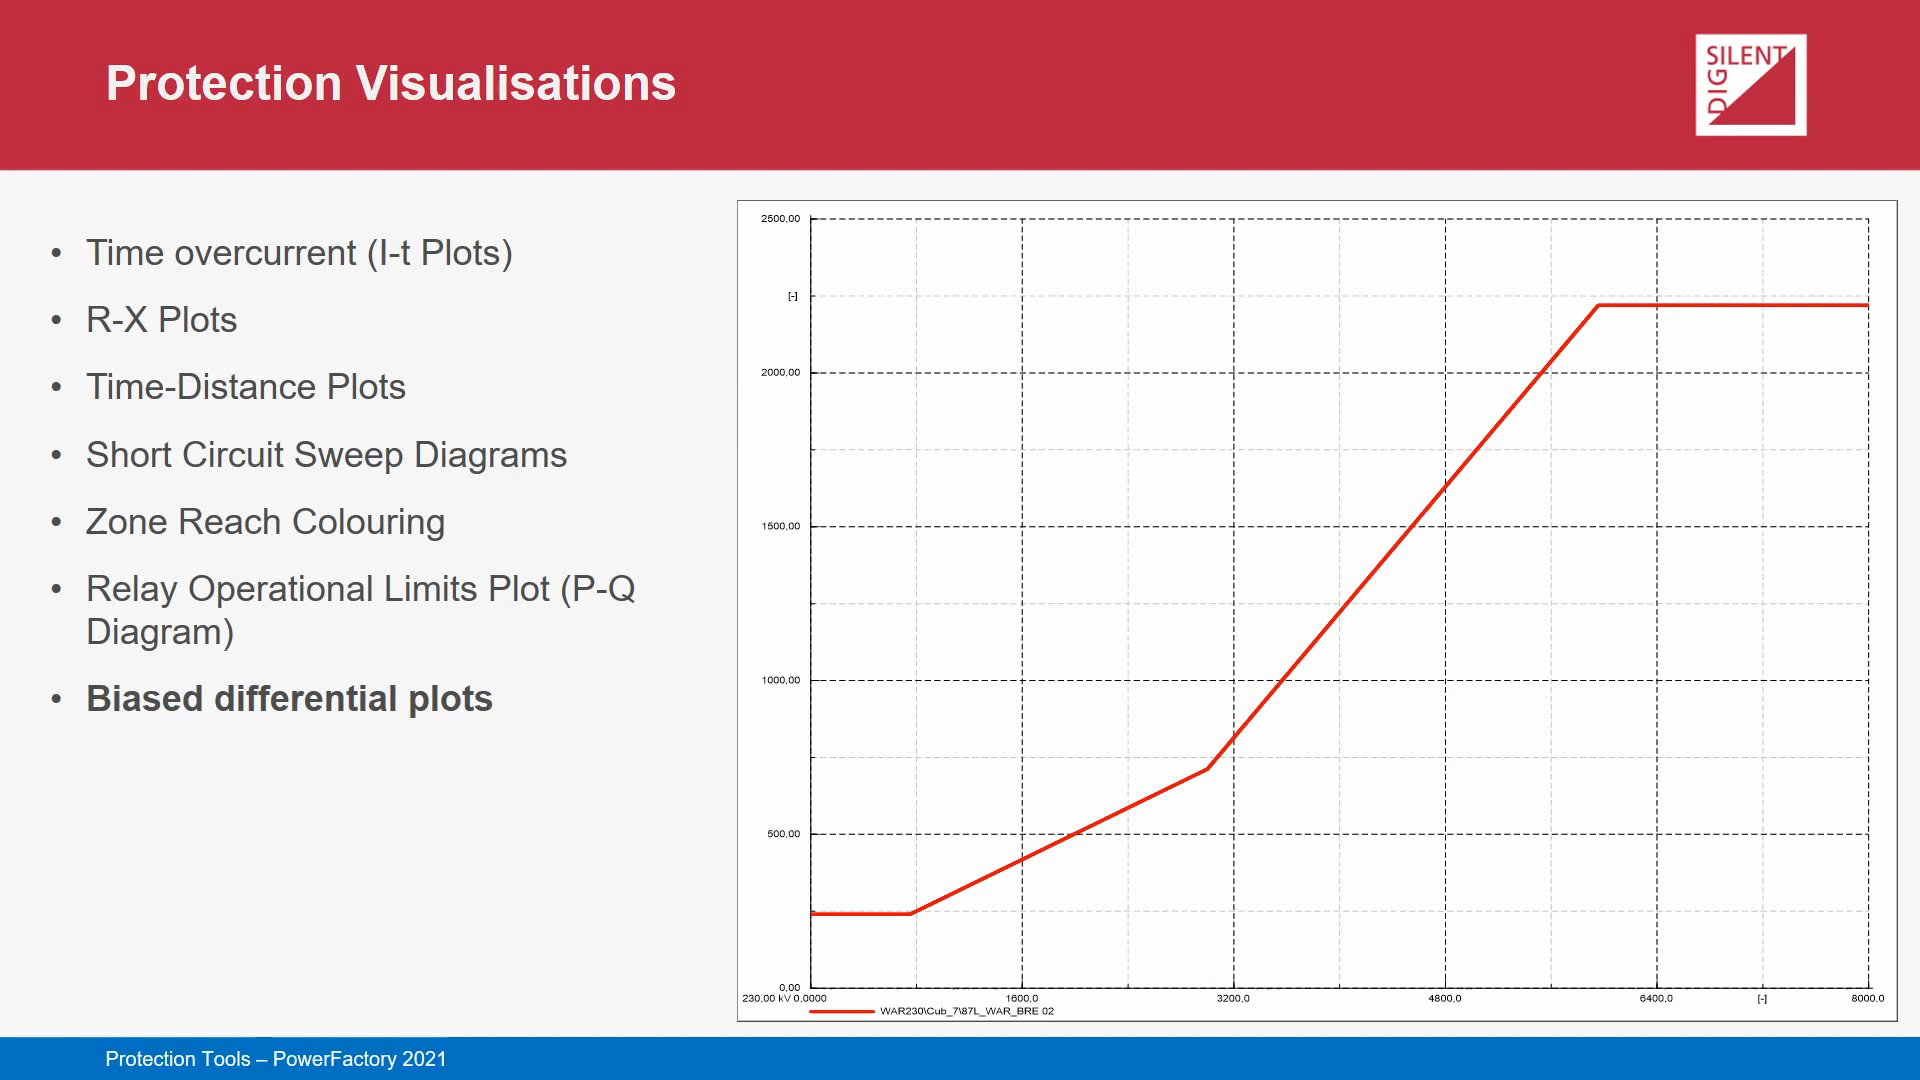 Protection Visualisations
SILENT
DIG
• Time overcurrent (I-t Plots)
• R-X Plots
• Time-Distance Plots
• Short Circuit Sweep Diagrams
• Zone Reach Colouring
• Relay Operational Limits Plot (P-Q
Diagram)
• Biased differential plots
2500,00
[-]
2000,00
1500,00
1000,00
500,00
0,00
230,00 kV 0,0000 1600,0 3200,0 4800,0 6400,0 [-] 8000,0
WAR230\Cub_7\87L_WAR_BRE 02
Protection Tools – PowerFactory 2021